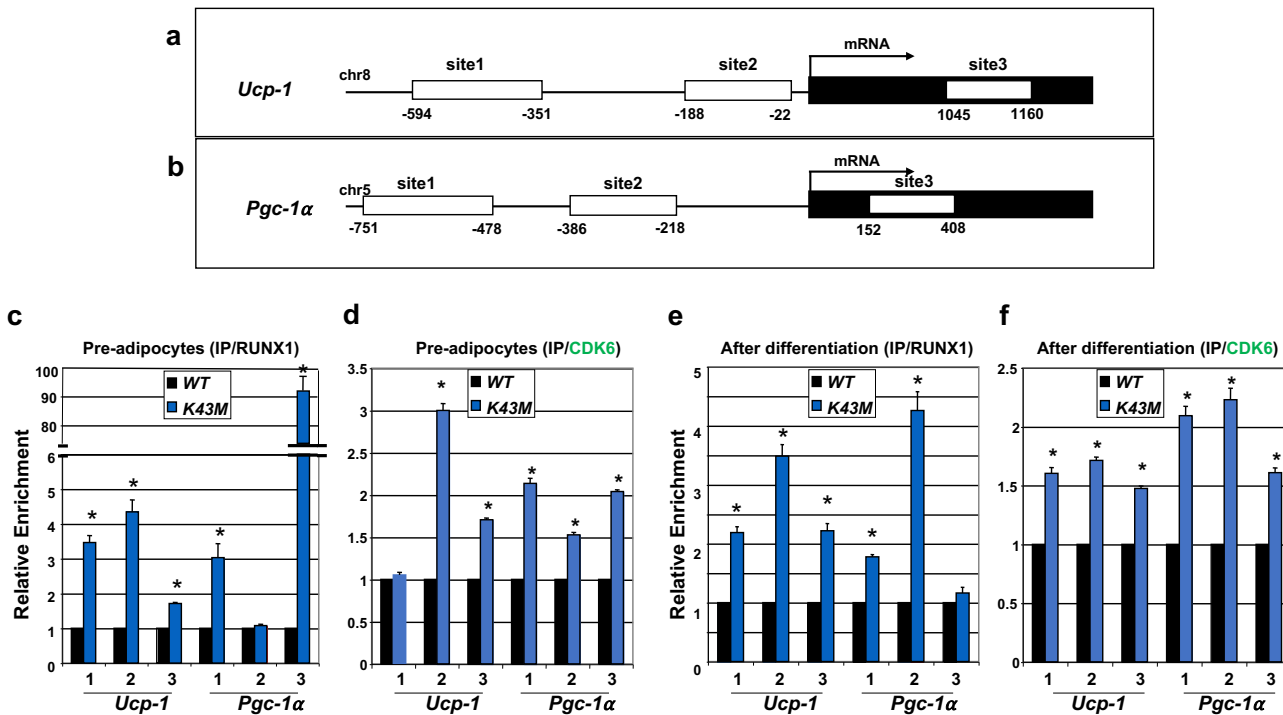 a
mRNA
chr8
site1
site2
site3
Ucp-1
-594
-351
-188
-22
1045
1160
b
mRNA
chr5
site1
site2
site3
Pgc-1α
-751
-478
-386
-218
152
408
c
Pre-adipocytes (IP/RUNX1)
100
90
80
6
5
4
3
2
1
0
Relative Enrichment
WT
K43M
* * * * *
1 2 3 1 2 3
Ucp-1 Pgc-1α
d
Pre-adipocytes (IP/CDK6)
3.5
3
2.5
2
1.5
1
0.5
0
WT
K43M
* * * * *
1 2 3 1 2 3
Ucp-1 Pgc-1α
e
After differentiation (IP/RUNX1)
5
4
3
2
1
0
Relative Enrichment
WT
K43M
* * * * *
1 2 3 1 2 3
Ucp-1 Pgc-1α
f
After differentiation (IP/CDK6)
2.5
2
1.5
1
0.5
0
WT
K43M
* * * * * *
1 2 3 1 2 3
Ucp-1 Pgc-1α